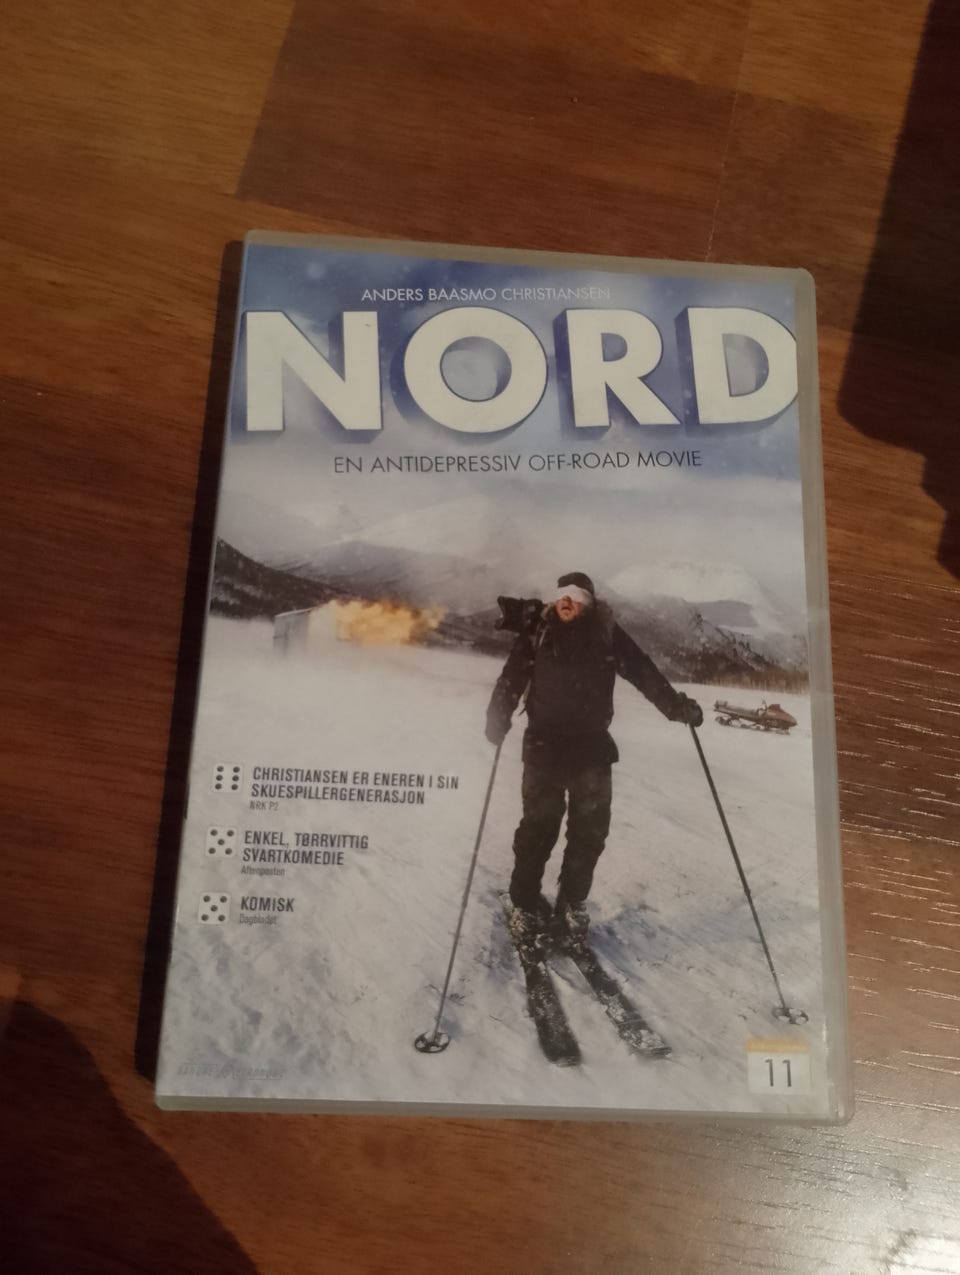 ANDERS BAASMO CHRISTIANSEN
NORD
EN ANTIDEPRESSIV OFF-ROAD MOVIE
CHRISTIANSEN ER ENEREN I SIN
SKUESPILLERGENERASJON
NRK P2
ENKEL, TØRRVITTIG
SVARTKOMEDIE
Aftenposten
KOMISK
Dagbladet
11